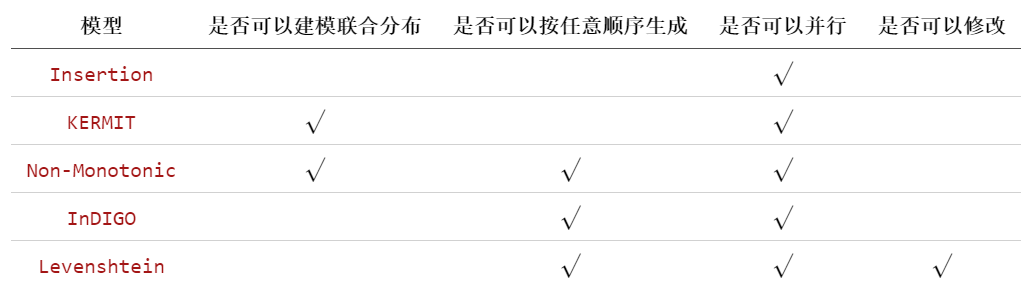 模型 是否可以建模联合分布 是否可以按任意顺序生成 是否可以并行 是否可以修改
Insertion √
KERMIT √ √
Non-Monotonic √ √ √
InDIGO √ √
Levenshtein √ √ √